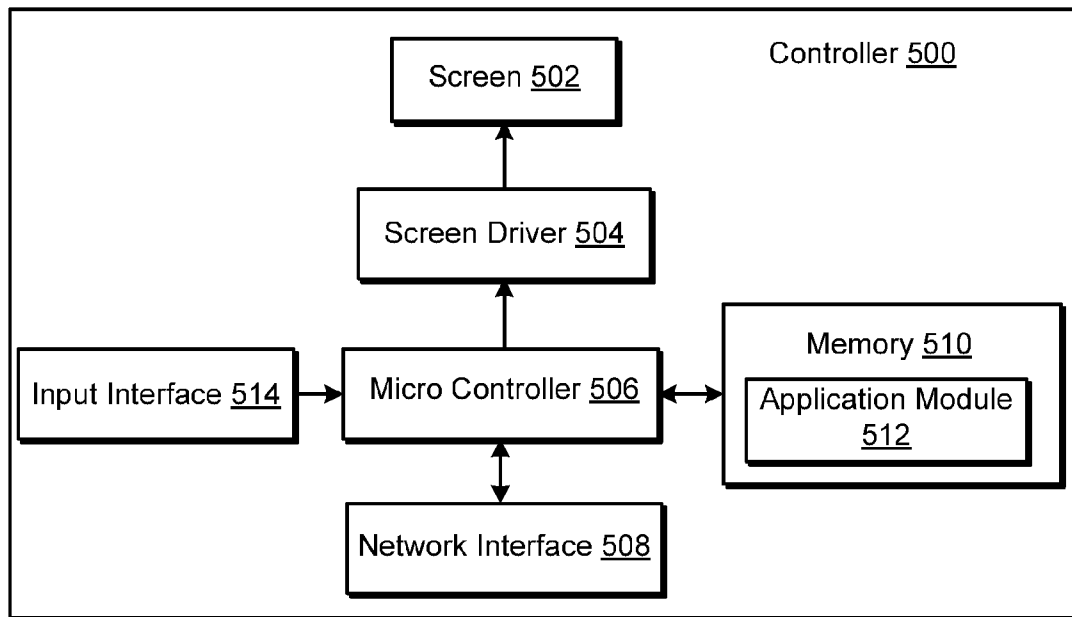 Controller 500
Screen 502
Screen Driver 504
Input Interface 514
Micro Controller 506
Memory 510
Application Module
512
Network Interface 508